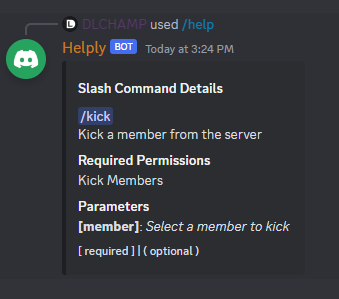 L DLCHAMP used /help
Helply BOT Today at 3:24 PM
Slash Command Details
/kick
Kick a member from the server
Required Permissions
Kick Members
Parameters
[member]: Select a member to kick
[ required ] | ( optional )